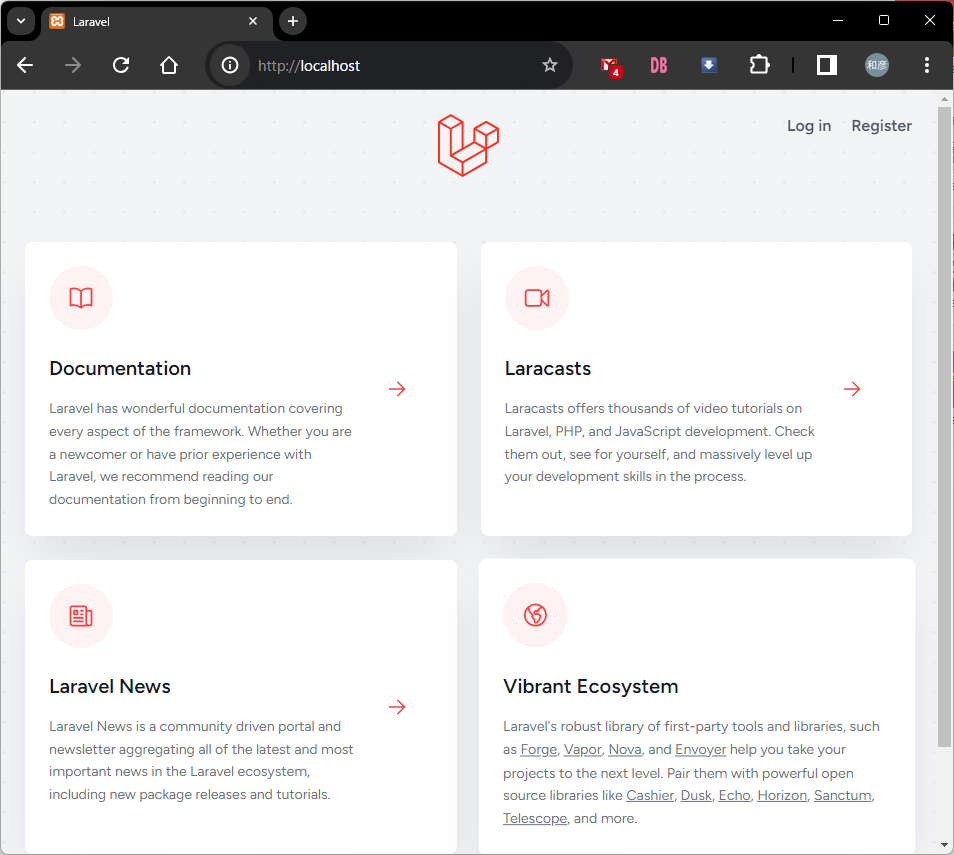 Laravel
http://localhost
4
DB
和彦
Log in Register
Documentation
Laravel has wonderful documentation covering
every aspect of the framework. Whether you are
a newcomer or have prior experience with
Laravel, we recommend reading our
documentation from beginning to end.
Laracasts
Laracasts offers thousands of video tutorials on
Laravel, PHP, and JavaScript development. Check
them out, see for yourself, and massively level up
your development skills in the process.
Laravel News
Laravel News is a community driven portal and
newsletter aggregating all of the latest and most
important news in the Laravel ecosystem,
including new package releases and tutorials.
Vibrant Ecosystem
Laravel's robust library of first-party tools and libraries, such
as Forge, Vapor, Nova, and Envoyer help you take your
projects to the next level. Pair them with powerful open
source libraries like Cashier, Dusk, Echo, Horizon, Sanctum,
Telescope, and more.